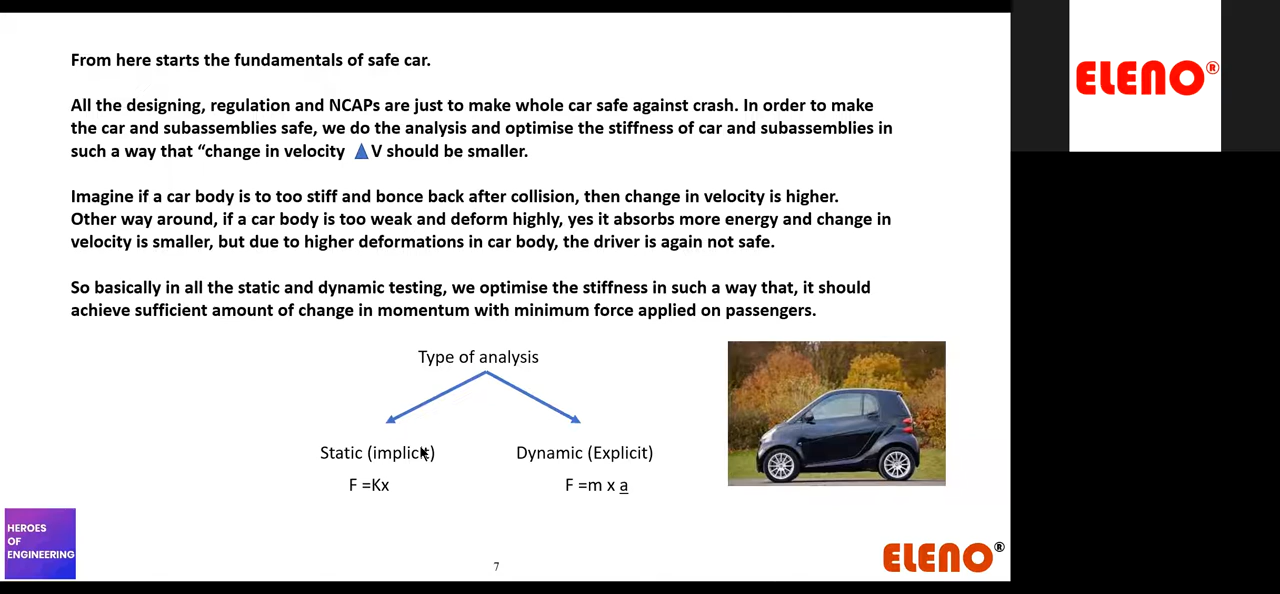 From here starts the fundamentals of safe car.
All the designing, regulation and NCAPs are just to make whole car safe against crash. In order to make
the car and subassemblies safe, we do the analysis and optimise the stiffness of car and subassemblies in
such a way that “change in velocity V should be smaller.
Imagine if a car body is to too stiff and bonce back after collision, then change in velocity is higher.
Other way around, if a car body is too weak and deform highly, yes it absorbs more energy and change in
velocity is smaller, but due to higher deformations in car body, the driver is again not safe.
So basically in all the static and dynamic testing, we optimise the stiffness in such a way that, it should
achieve sufficient amount of change in momentum with minimum force applied on passengers.
Type of analysis
Static (implicit)
Dynamic (Explicit)
F =Kx
F =m x a
HEROES
OF
ENGINEERING
7
ELENO®
ELENO®